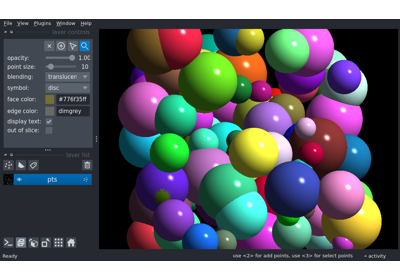 File View Plugins Window Help
layer controls
opacity: 1.00
point size: 10
blending: translucen
symbol: disc
face color: #776f35ff
edge color: dimgrey
display text:
out of slice:
layer list
pts
Ready use <2> for add points, use <3> for select points activity